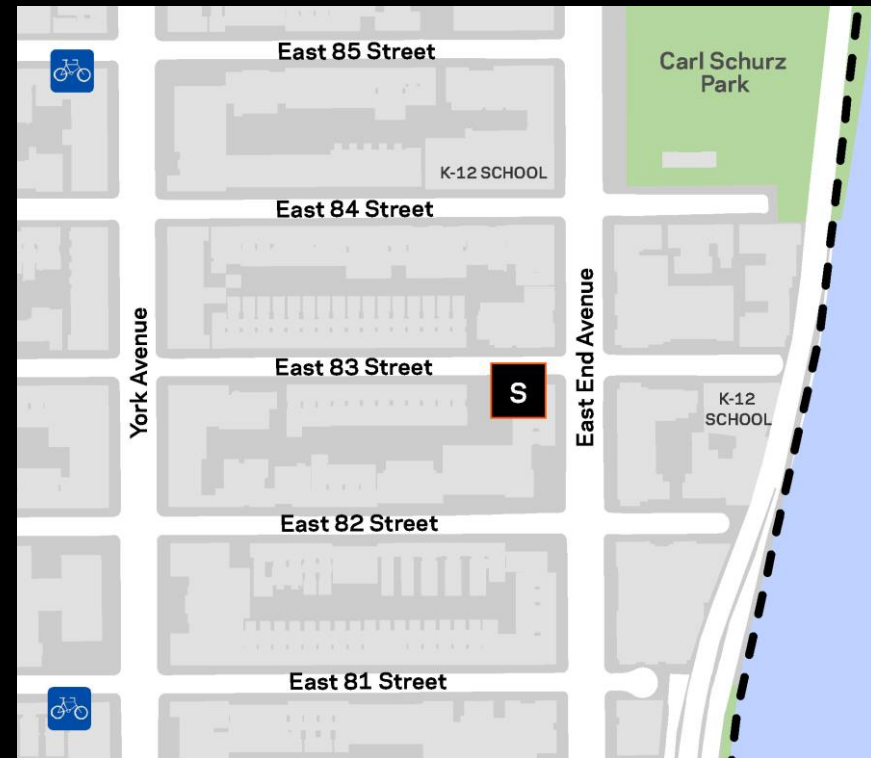 East 85 Street
Carl Schurz
Park
K-12 SCHOOL
East 84 Street
York Avenue
East End Avenue
East 83 Street
S
K-12
SCHOOL
East 82 Street
East 81 Street